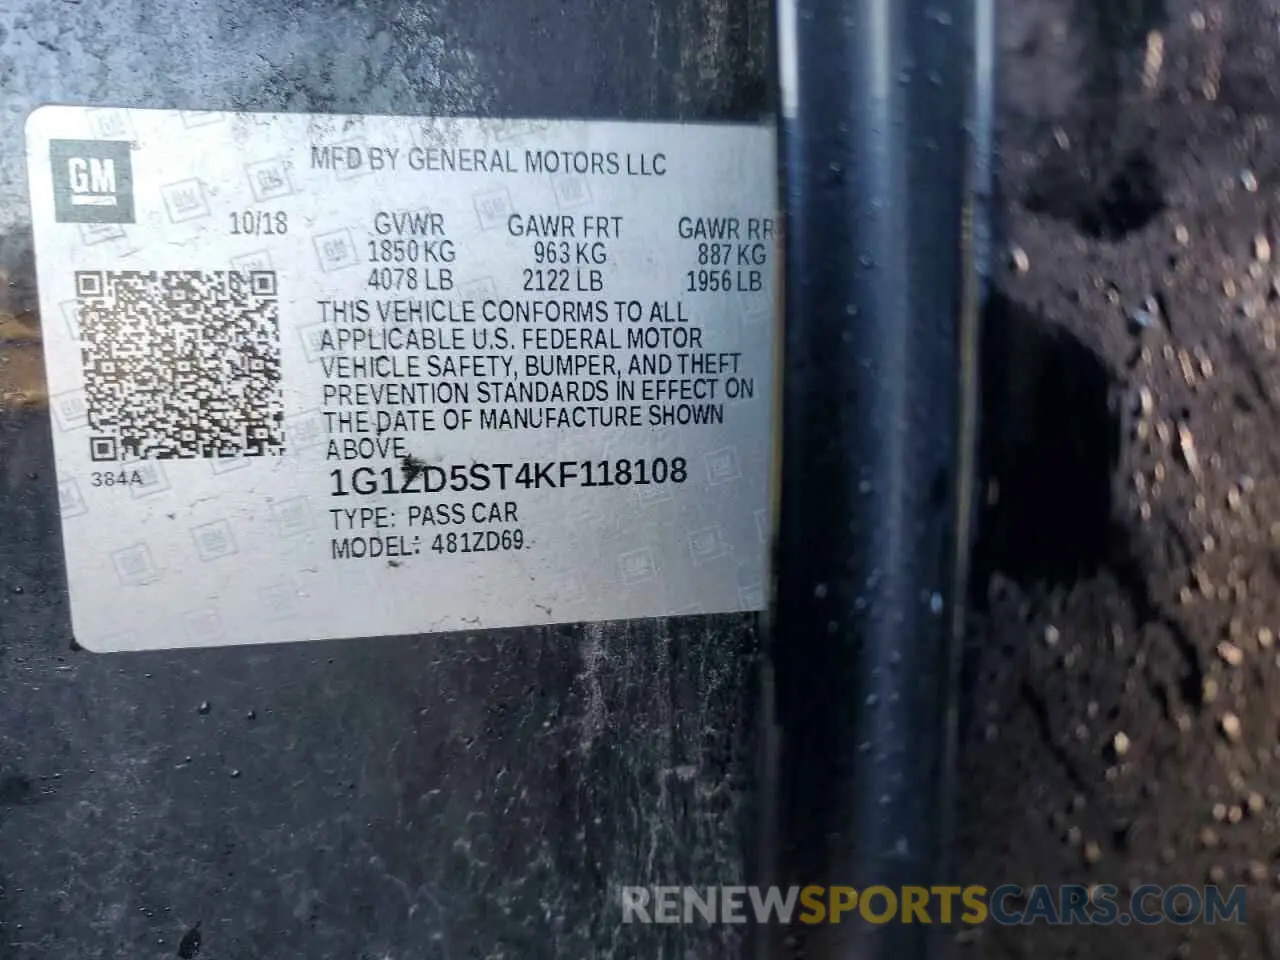 GM
MFD BY GENERAL MOTORS LLC
10/18 GVWR GAWR FRT GAWR RR
1850 KG 963 KG 887 KG
4078 LB 2122 LB 1956 LB
THIS VEHICLE CONFORMS TO ALL
APPLICABLE U.S. FEDERAL MOTOR
VEHICLE SAFETY, BUMPER, AND THEFT
PREVENTION STANDARDS IN EFFECT ON
THE DATE OF MANUFACTURE SHOWN
ABOVE.
384A
1G1ZD5ST4KF118108
TYPE: PASS CAR
MODEL: 481ZD69
RENEWSPORTSCARS.COM